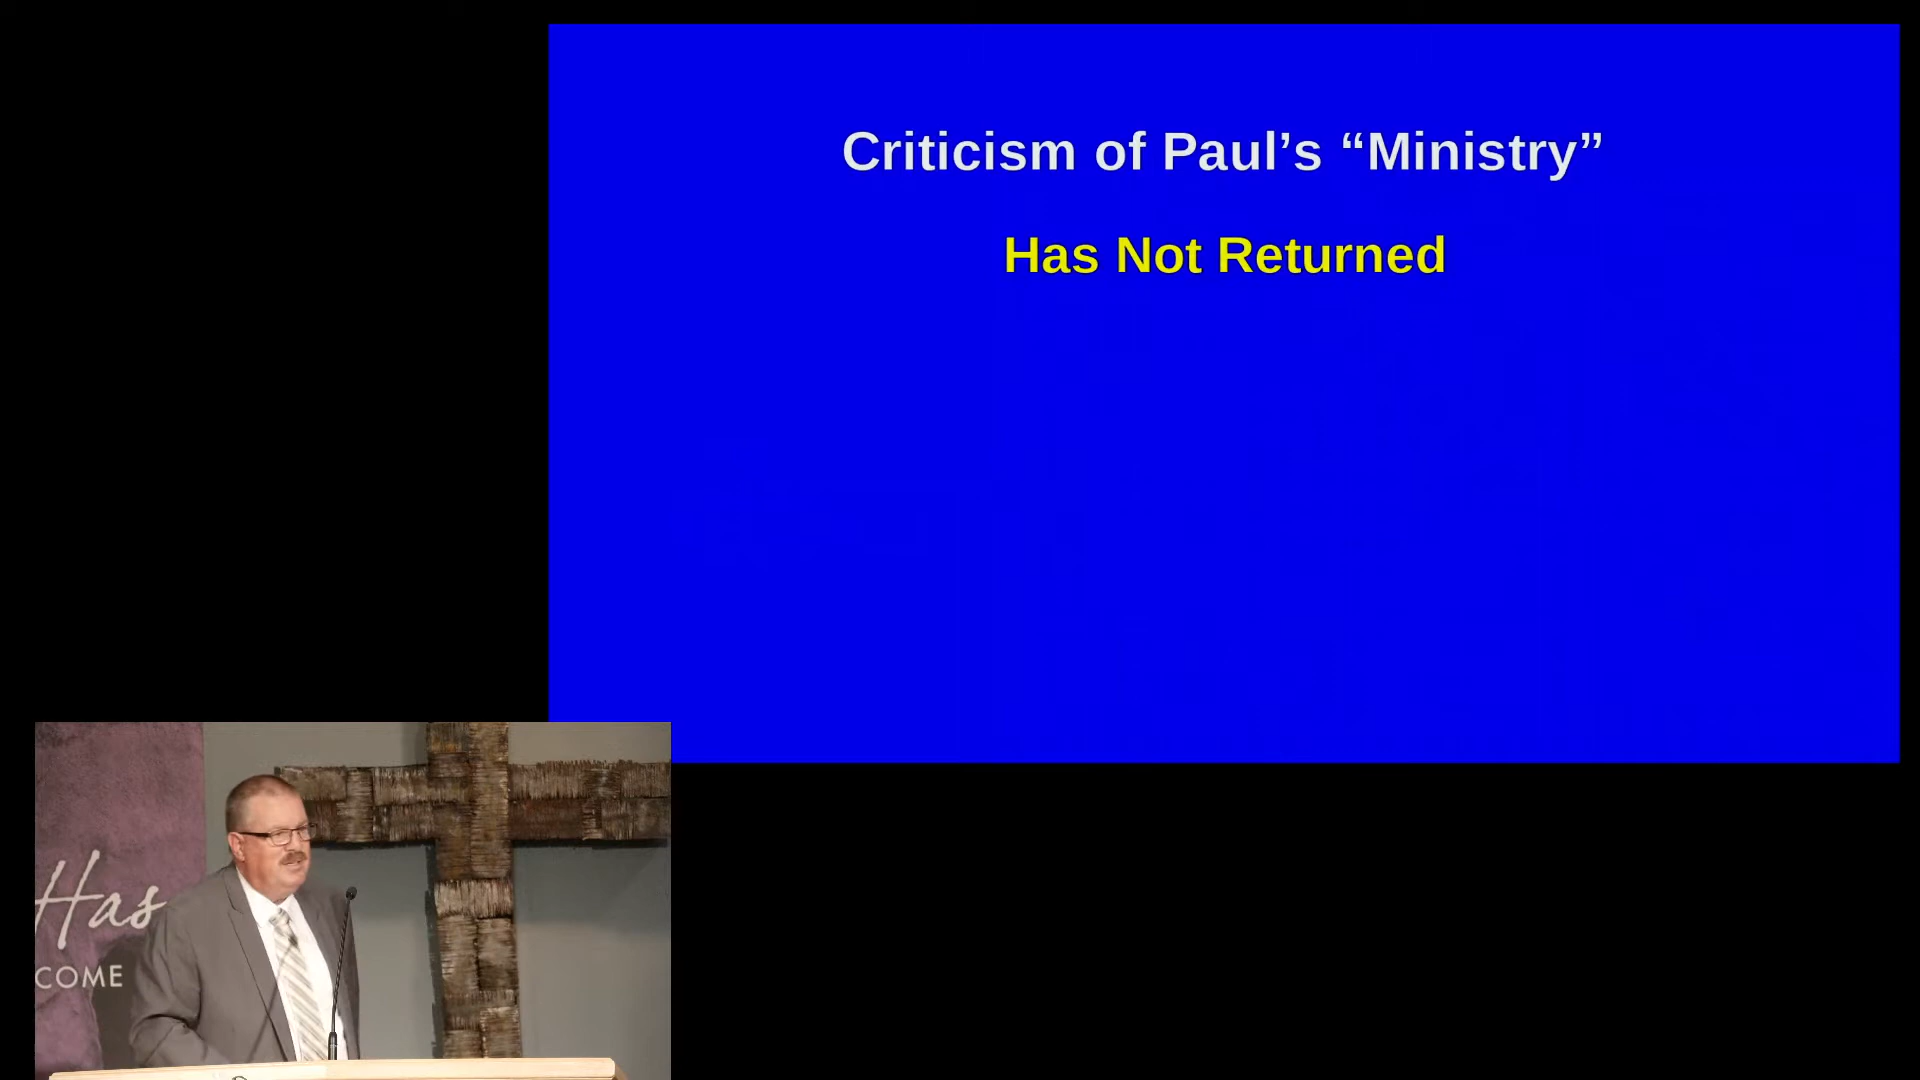 Criticism of Paul’s “Ministry”
Has Not Returned
Has
COME